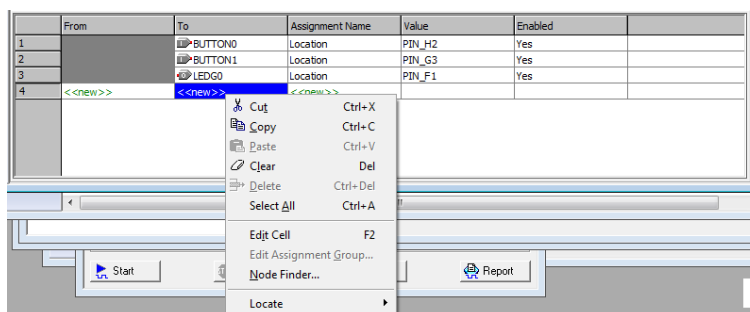 From To Assignment Name Value Enabled
1 BUTTON0 Location PIN_H2 Yes
2 BUTTON1 Location PIN_G3 Yes
3 LEDG0 Location PIN_F1 Yes
4 <<new>> <<new>> <<new>>
Cut Ctrl+X
Copy Ctrl+C
Paste Ctrl+V
Clear Del
Delete Ctrl+Del
Select All Ctrl+A
Edit Cell F2
Edit Assignment Group...
Node Finder...
Locate
Start Report